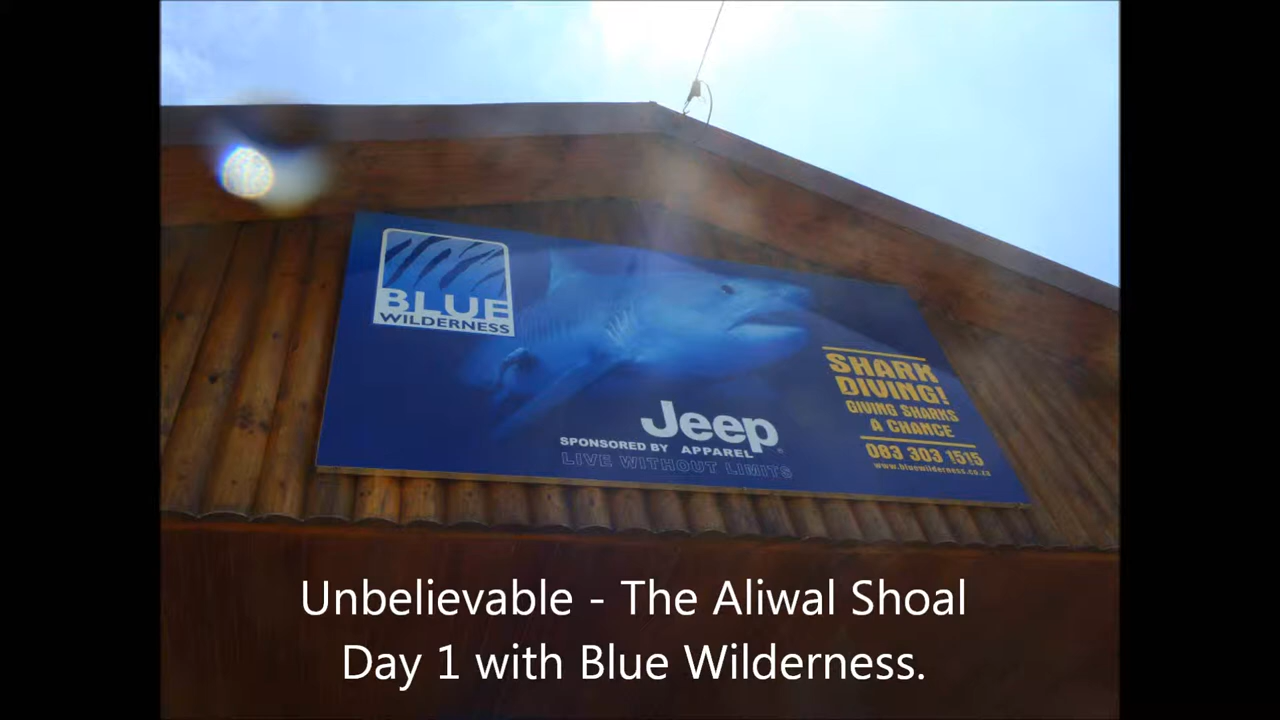 BLUE
WILDERNESS
SHARK
DIVING!
GIVING SHARKS
A CHANCE
083 303 1515
www.bluewilderness.co.za
Jeep
SPONSORED BY APPAREL
LIVE WITHOUT LIMITS
Unbelievable - The Aliwal Shoal
Day 1 with Blue Wilderness.